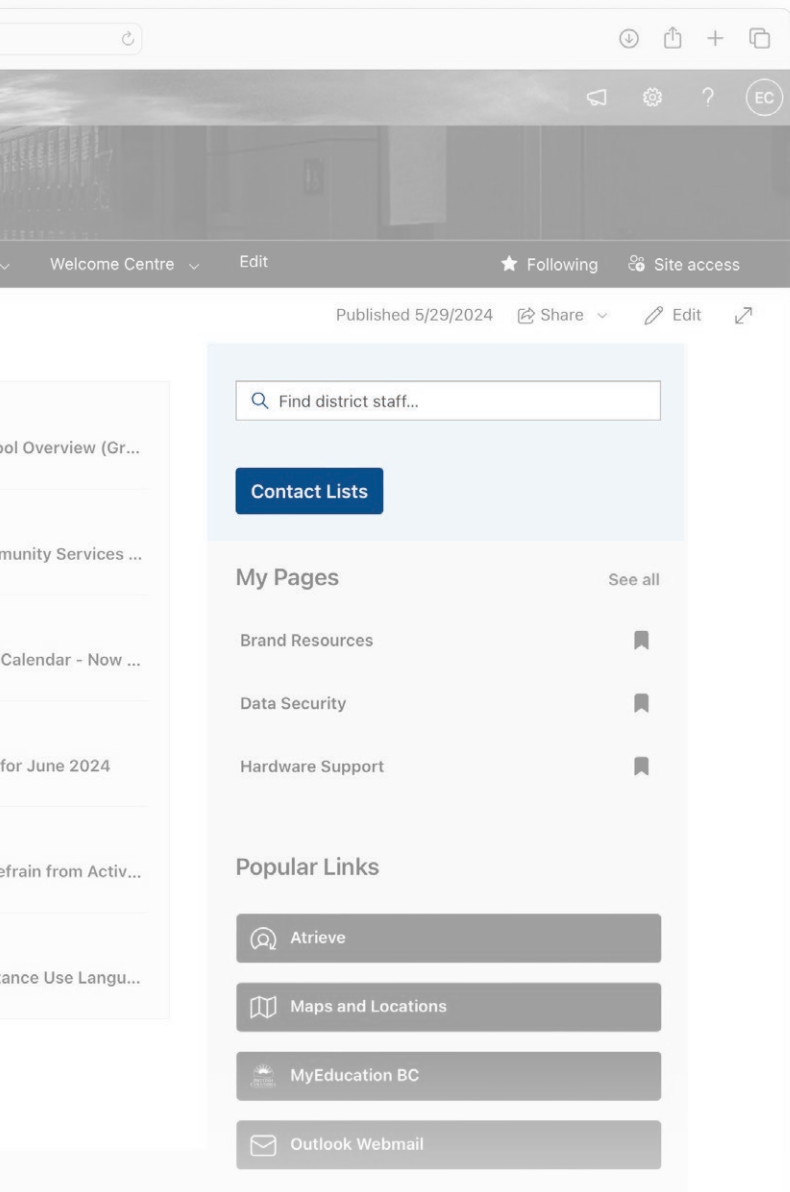 EC
Welcome Centre
Edit
Following
Site access
Published 5/29/2024
Share
Edit
ool Overview (Gr...
munity Services ...
Calendar - Now ...
for June 2024
efrain from Activ...
tance Use Langu...
Find district staff...
Contact Lists
My Pages
See all
Brand Resources
Data Security
Hardware Support
Popular Links
Atrieve
Maps and Locations
MyEducation BC
Outlook Webmail